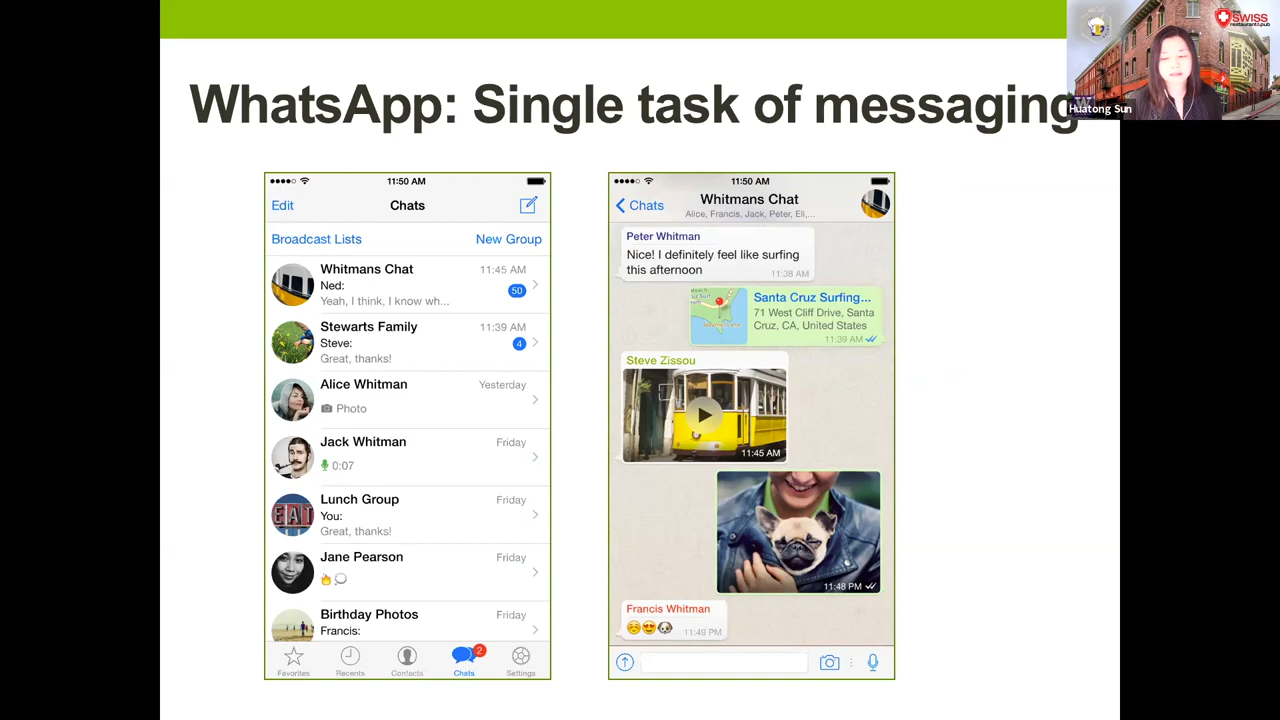 WhatsApp: Single task of messaging
SWISS
restaurant&pub
Huatong Sun
11:50 AM
Edit
Chats
Broadcast Lists
New Group
Whitmans Chat
11:45 AM
Ned:
Yeah, I think, I know wh...
50
Stewarts Family
11:39 AM
Steve:
4
Great, thanks!
Alice Whitman
Yesterday
Photo
Jack Whitman
Friday
0:07
Lunch Group
Friday
EAT
You:
Great, thanks!
Jane Pearson
Friday
Birthday Photos
Friday
Francis:
2
Favorites
Recents
Contacts
Chats
Settings
11:50 AM
Chats
Whitmans Chat
Alice, Francis, Jack, Peter, Eli,...
Peter Whitman
Nice! I definitely feel like surfing
this afternoon
11:38 AM
Santa Cruz Surfing...
71 West Cliff Drive, Santa
Cruz, CA, United States
11:39 AM
Steve Zissou
11:45 AM
11:48 PM
Francis Whitman
11:49 PM